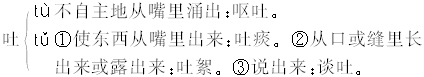 tù 不自主地从嘴里涌出:呕吐。
吐
tǔ ①使东西从嘴里出来:吐痰。②从口或缝里长
出来或露出来:吐絮。③说出来:谈吐。